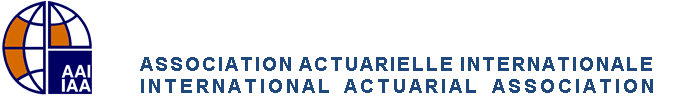 AAI
IAA
ASSOCIATION ACTUARIELLE INTERNATIONALE
INTERNATIONAL ACTUARIAL ASSOCIATION